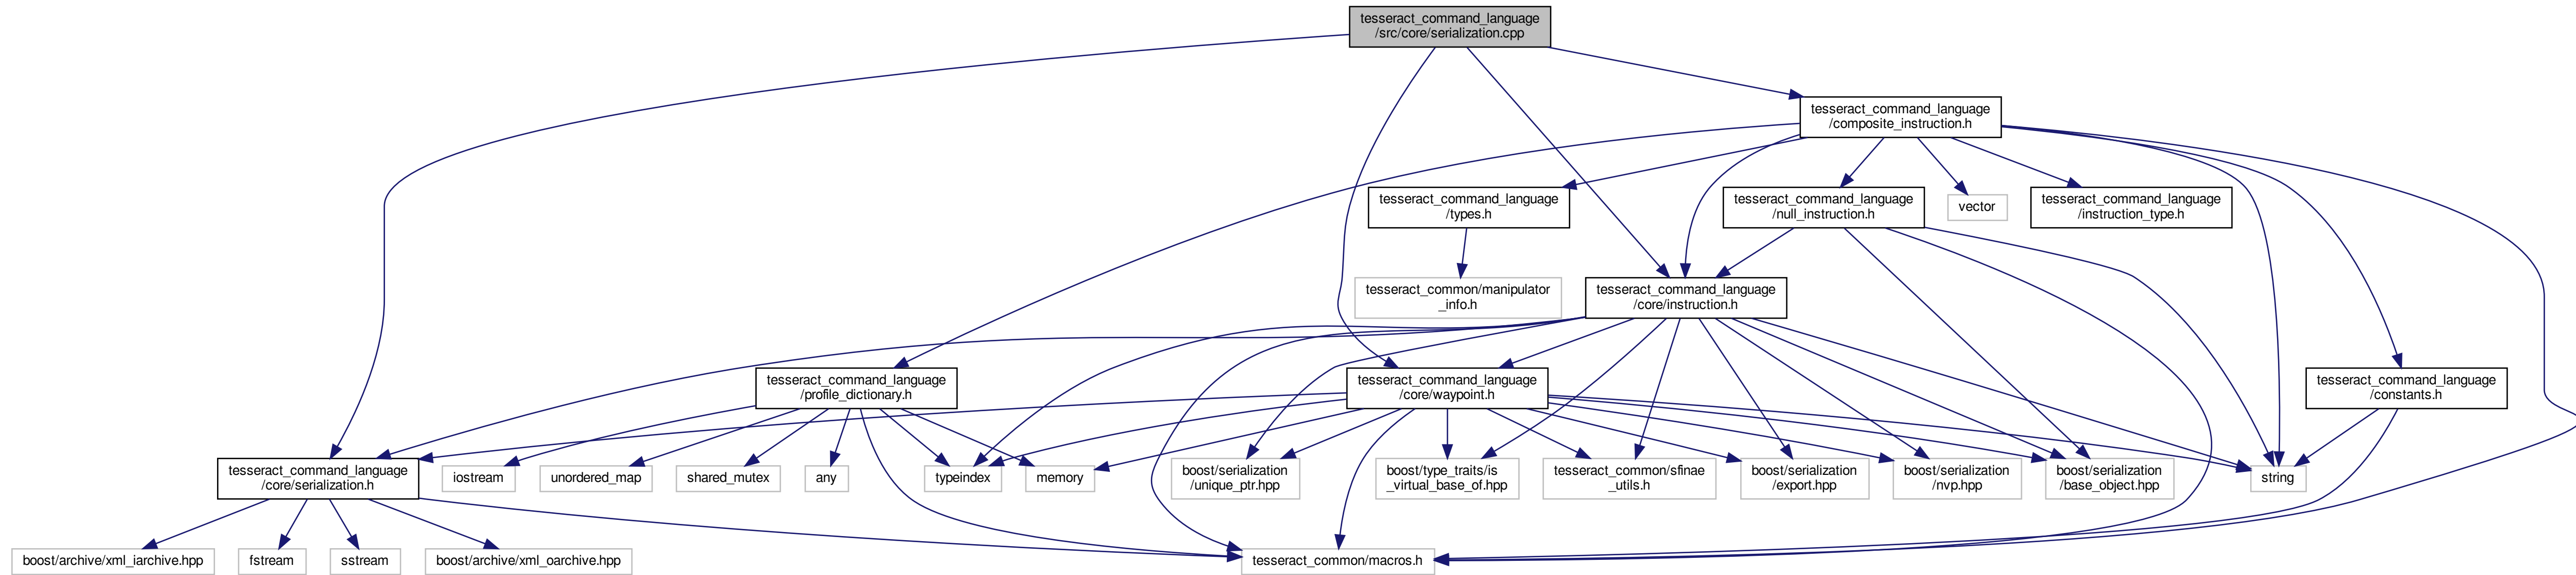 tesseract_command_language
/src/core/serialization.cpp
tesseract_command_language
/composite_instruction.h
tesseract_command_language
/types.h
tesseract_command_language
/null_instruction.h
vector
tesseract_command_language
/instruction_type.h
tesseract_common/manipulator
_info.h
tesseract_command_language
/core/instruction.h
tesseract_command_language
/profile_dictionary.h
tesseract_command_language
/core/waypoint.h
tesseract_command_language
/constants.h
tesseract_command_language
/core/serialization.h
iostream
unordered_map
shared_mutex
any
typeindex
memory
boost/serialization
/unique_ptr.hpp
boost/type_traits/is
_virtual_base_of.hpp
tesseract_common/sfinae
_utils.h
boost/serialization
/export.hpp
boost/serialization
/nvp.hpp
boost/serialization
/base_object.hpp
string
boost/archive/xml_iarchive.hpp
fstream
sstream
boost/archive/xml_oarchive.hpp
tesseract_common/macros.h